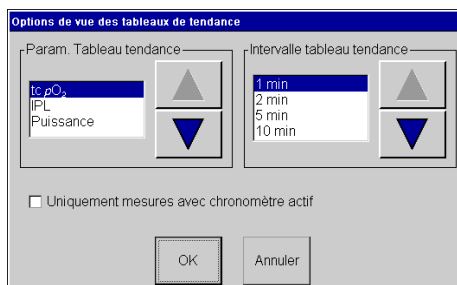 Options de vue des tableaux de tendance
Param. Tableau tendance
tc pO₂
IPL
Puissance
Intervalle tableau tendance
1 min
2 min
5 min
10 min
Uniquement mesures avec chronomètre actif
OK
Annuler